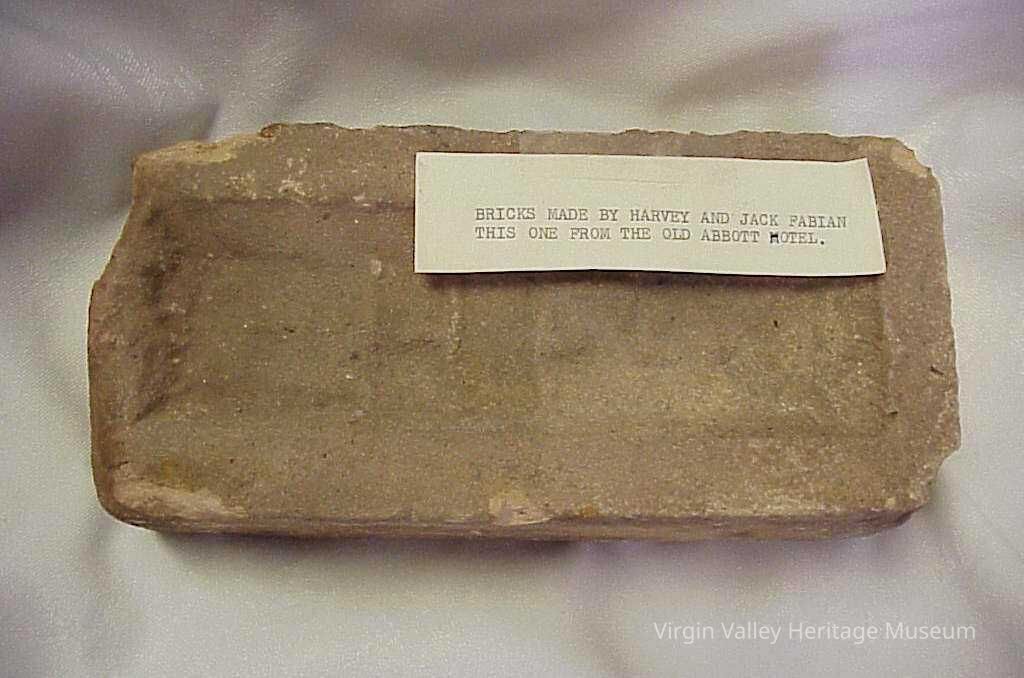 BRICKS MADE BY HARVEY AND JACK FABIAN
THIS ONE FROM THE OLD ABBOTT HOTEL.
Virgin Valley Heritage Museum